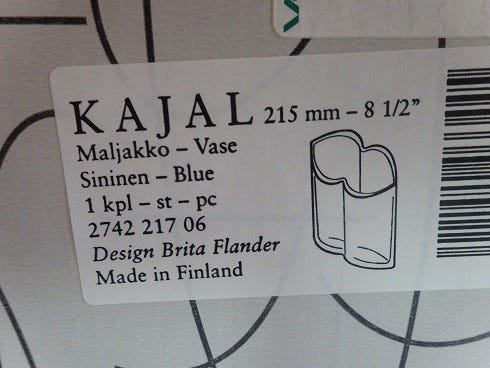 KAJAL 215 mm – 8 1/2”
Maljakko – Vase
Sininen – Blue
1 kpl – st – pc
2742 217 06
Design Brita Flander
Made in Finland